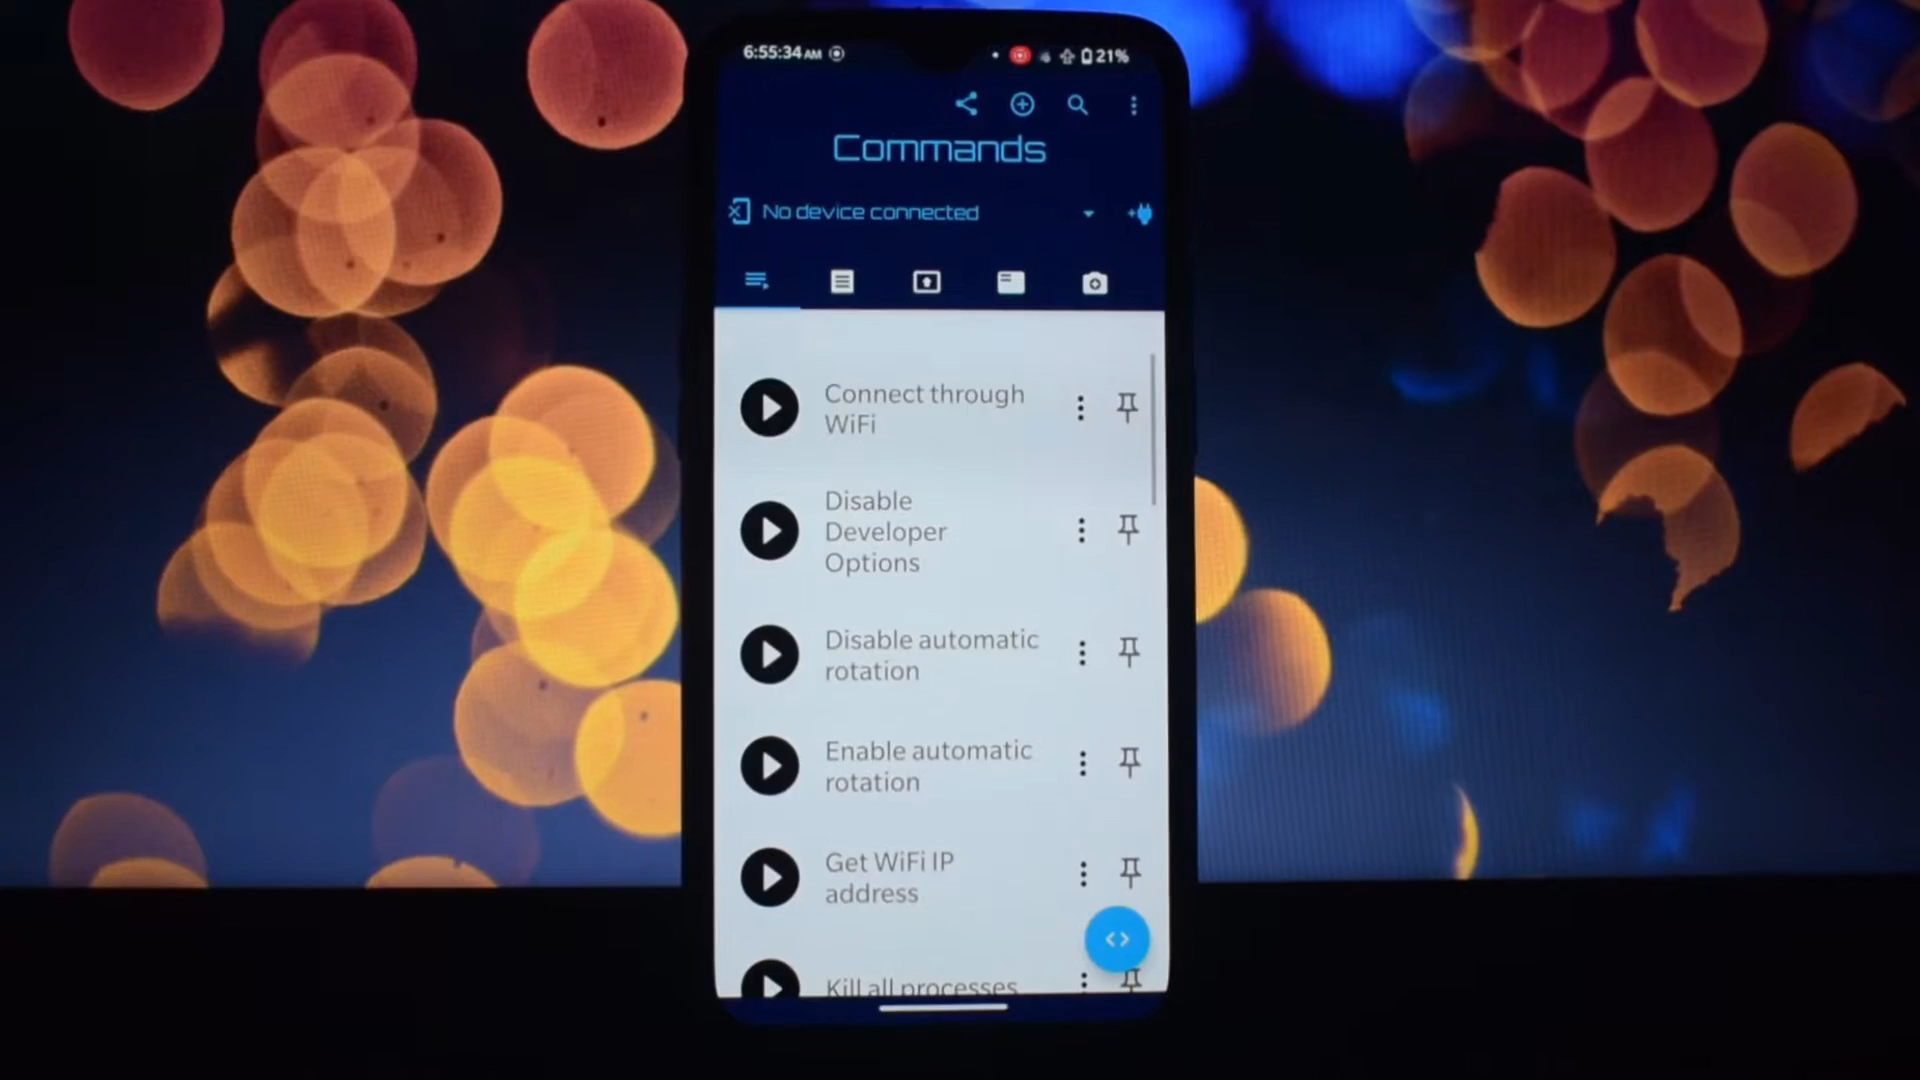 6:55:34 AM 21%
Commands
No device connected
Connect through
WiFi
Disable
Developer
Options
Disable automatic
rotation
Enable automatic
rotation
Get WiFi IP
address
Kill all processes